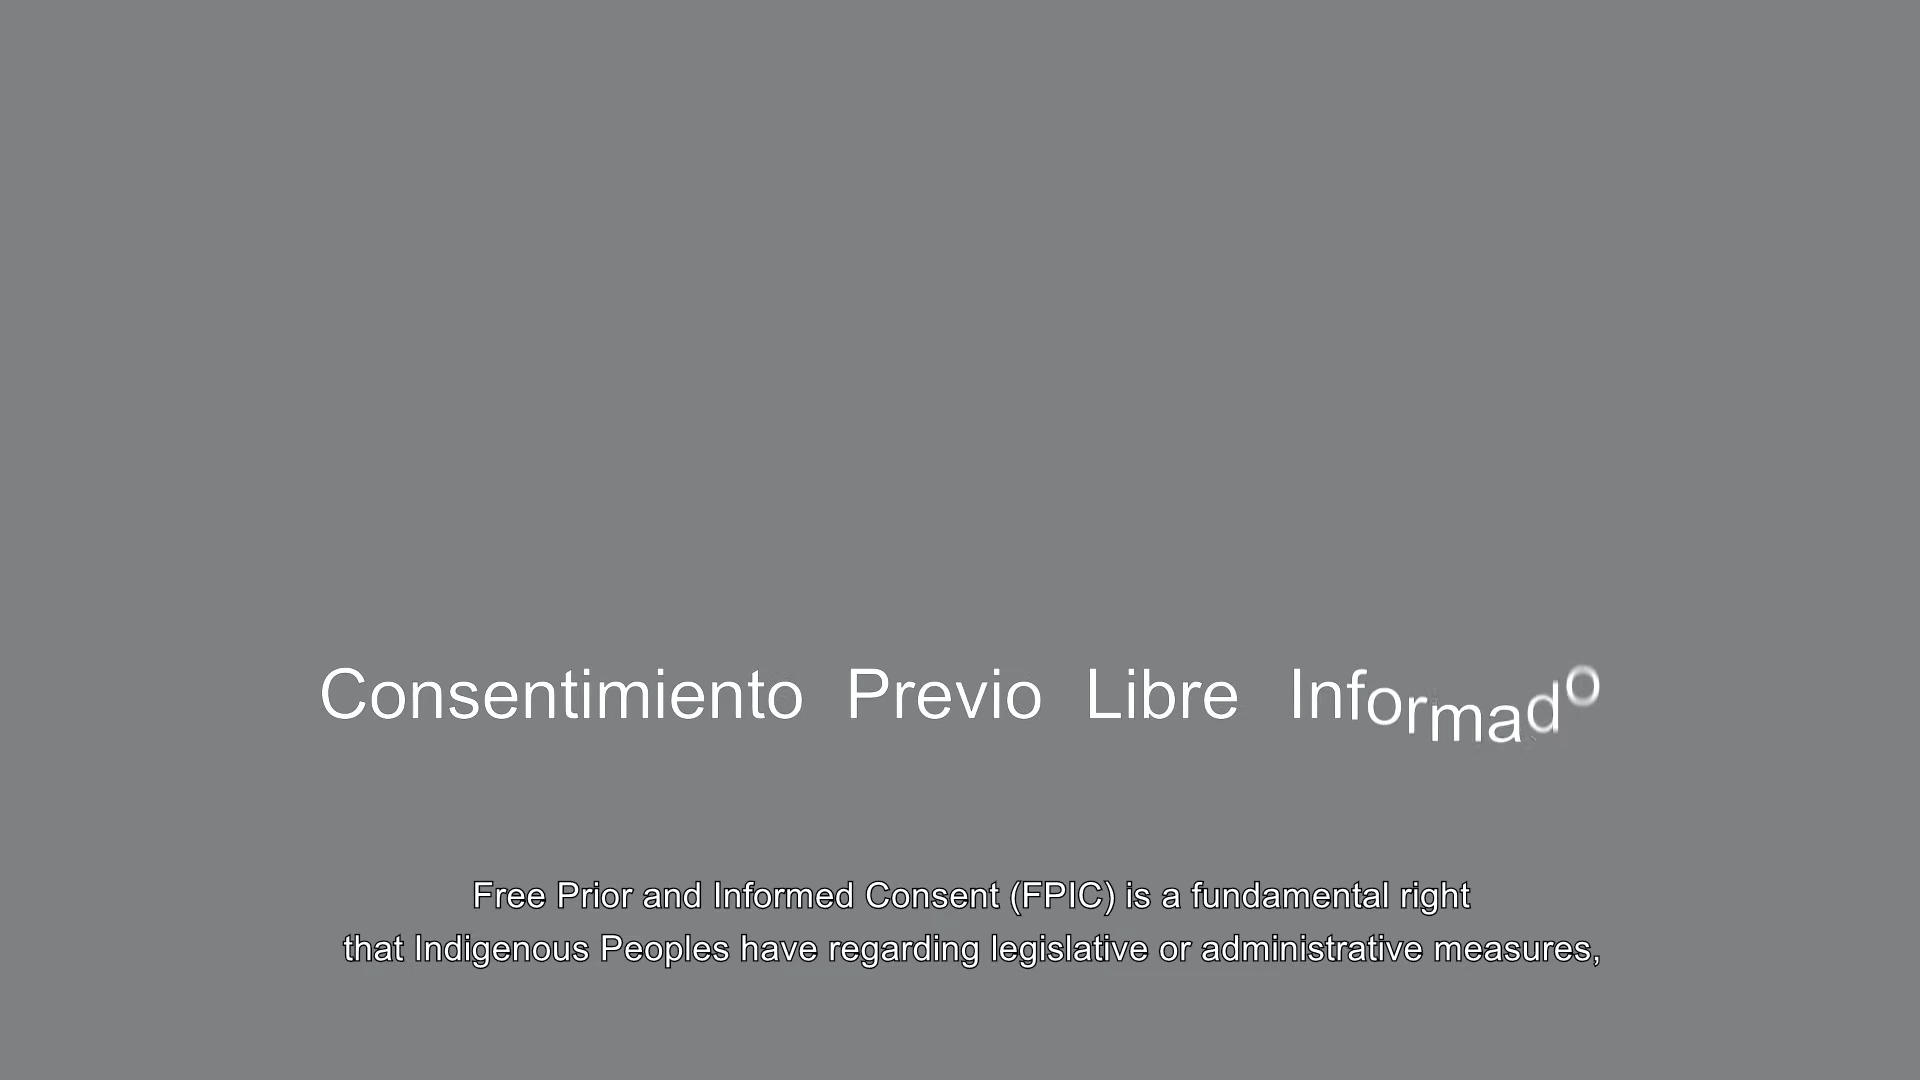 Consentimiento Previo Libre Informado
Free Prior and Informed Consent (FPIC) is a fundamental right
that Indigenous Peoples have regarding legislative or administrative measures,